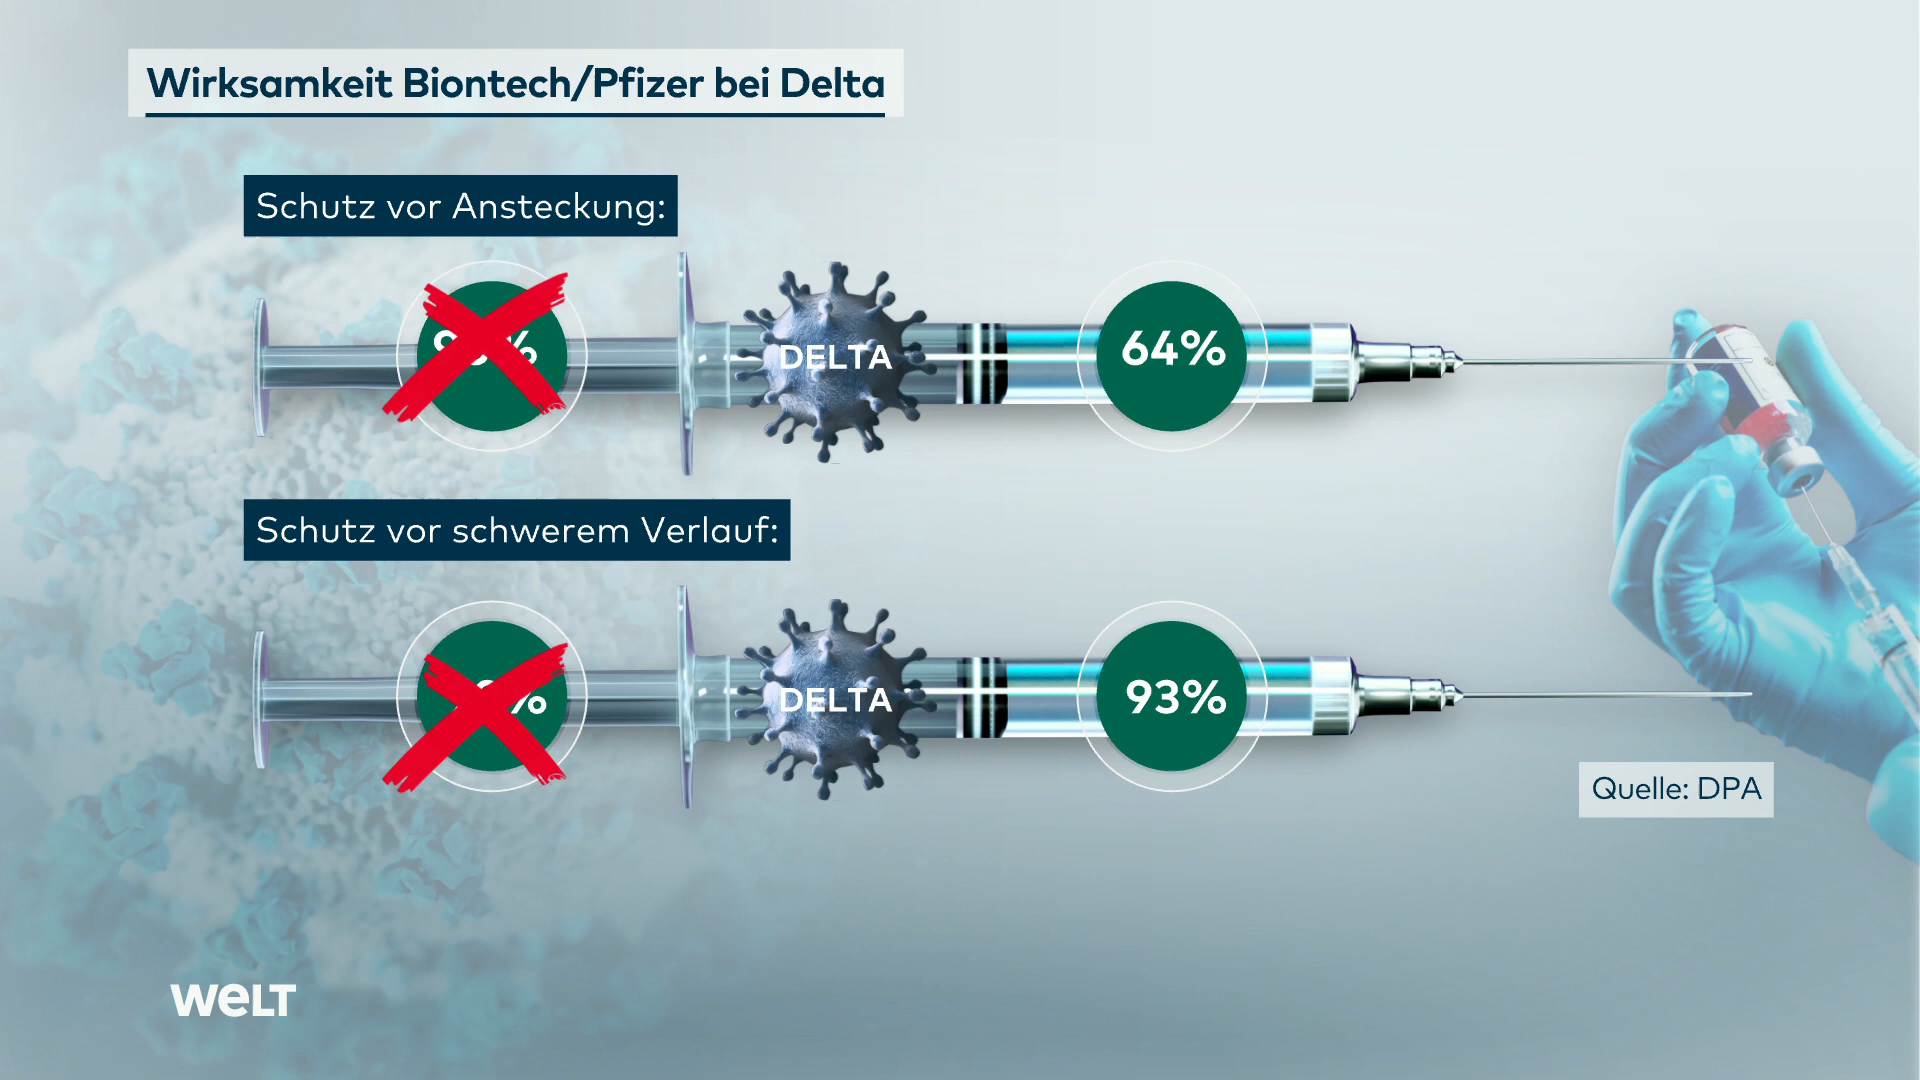 Wirksamkeit Biontech/Pfizer bei Delta
Schutz vor Ansteckung:
DELTA
64%
Schutz vor schwerem Verlauf:
DELTA
93%
Quelle: DPA
WELT